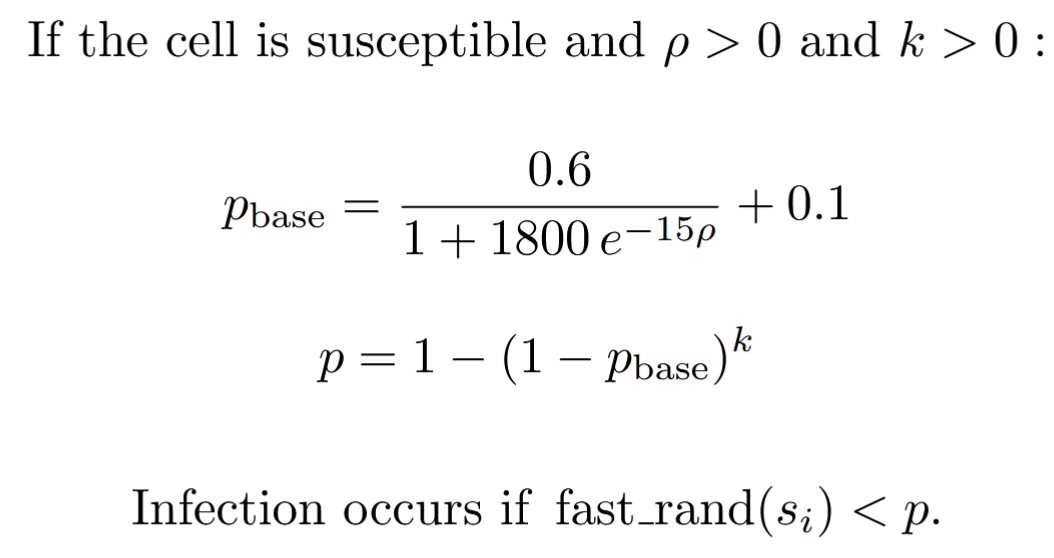 If the cell is susceptible and ρ > 0 and k > 0 :
p_base = 0.6 / (1 + 1800 e^{−15ρ}) + 0.1
p = 1 − (1 − p_base)^k
Infection occurs if fast_rand(s_i) < p.